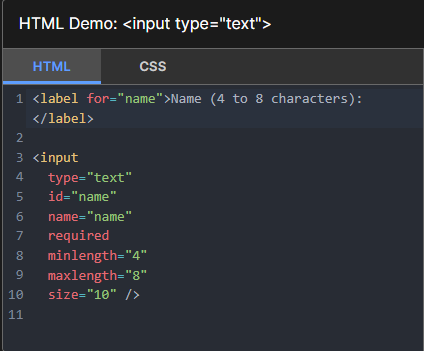 HTML Demo: <input type="text">
HTML CSS
1 <label for="name">Name (4 to 8 characters):
</label>
2
3 <input
4 type="text"
5 id="name"
6 name="name"
7 required
8 minlength="4"
9 maxlength="8"
10 size="10" />
11